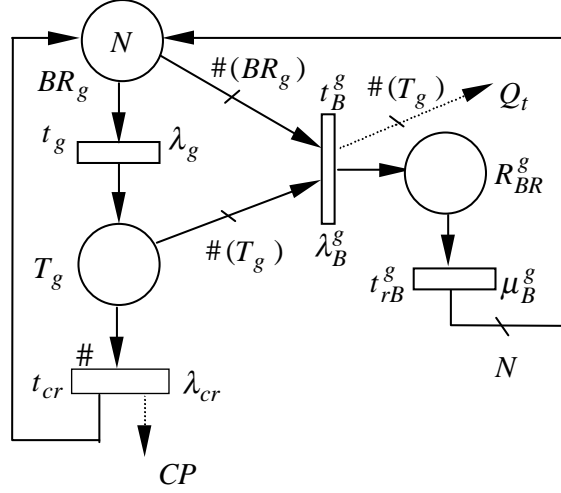 N
BR_g
#(BR_g)
t_B^g
#(T_g)
Q_t
t_g
λ_g
R_BR^g
T_g
#(T_g)
λ_B^g
t_rB^g
μ_B^g
#
N
t_cr
λ_cr
CP